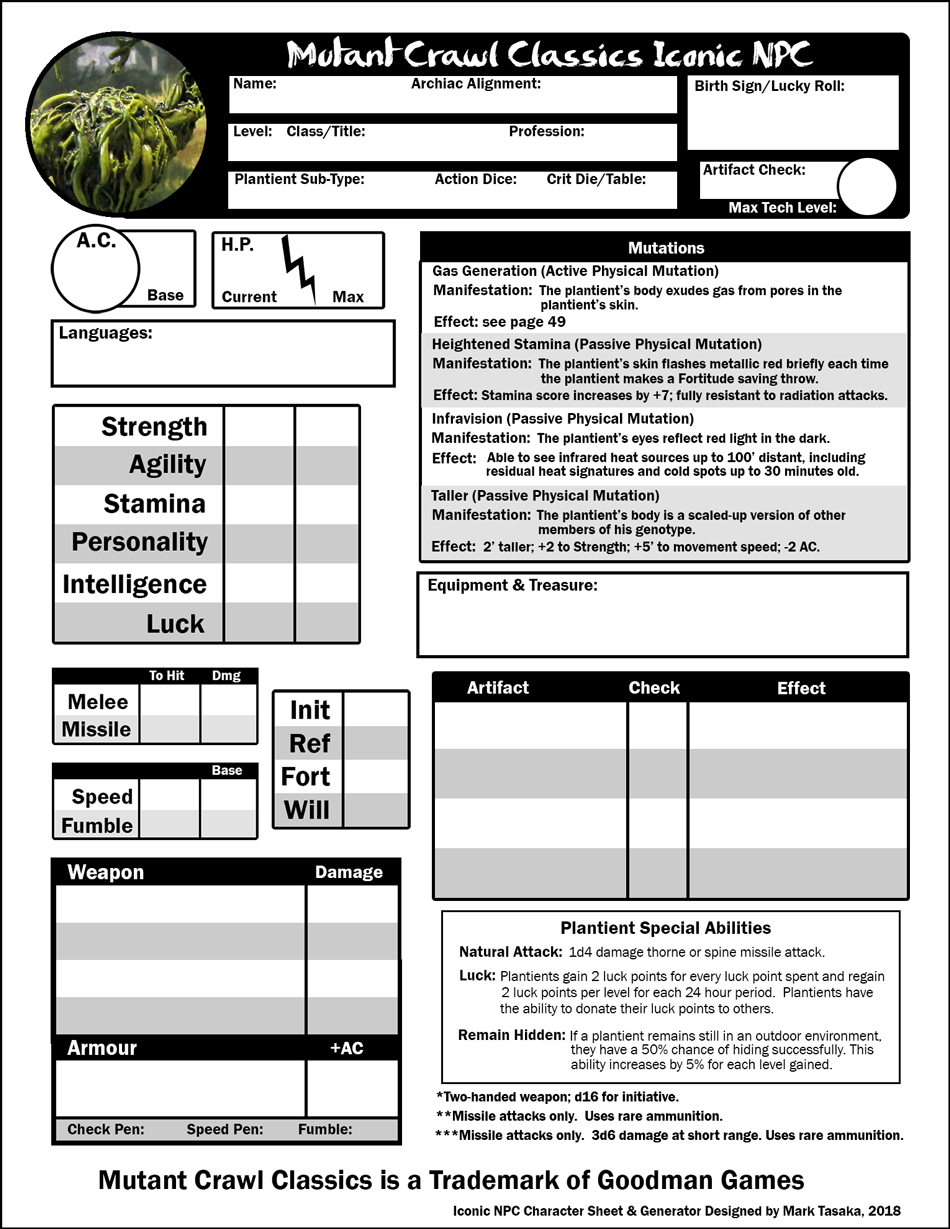 Mutant Crawl Classics Iconic NPC
Name: Archiac Alignment:
Level: Class/Title: Profession:
Plantient Sub-Type: Action Dice: Crit Die/Table:
Birth Sign/Lucky Roll:
Artifact Check:
Max Tech Level:
A.C.
Base
H.P.
Current Max
Languages:
Strength
Agility
Stamina
Personality
Intelligence
Luck
To Hit Dmg
Melee
Missile
Base
Speed
Fumble
Init
Ref
Fort
Will
Weapon Damage
Armour +AC
Check Pen: Speed Pen: Fumble:
Mutations
Gas Generation (Active Physical Mutation)
Manifestation: The plantient's body exudes gas from pores in the
plantient's skin.
Effect: see page 49
Heightened Stamina (Passive Physical Mutation)
Manifestation: The plantient's skin flashes metallic red briefly each time
the plantient makes a Fortitude saving throw.
Effect: Stamina score increases by +7; fully resistant to radiation attacks.
Infravision (Passive Physical Mutation)
Manifestation: The plantient's eyes reflect red light in the dark.
Effect: Able to see infrared heat sources up to 100' distant, including
residual heat signatures and cold spots up to 30 minutes old.
Taller (Passive Physical Mutation)
Manifestation: The plantient's body is a scaled-up version of other
members of his genotype.
Effect: 2' taller; +2 to Strength; +5' to movement speed; -2 AC.
Equipment & Treasure:
Artifact Check Effect
Plantient Special Abilities
Natural Attack: 1d4 damage thorne or spine missile attack.
Luck: Plantients gain 2 luck points for every luck point spent and regain
2 luck points per level for each 24 hour period. Plantients have
the ability to donate their luck points to others.
Remain Hidden: If a plantient remains still in an outdoor environment,
they have a 50% chance of hiding successfully. This
ability increases by 5% for each level gained.
*Two-handed weapon; d16 for initiative.
**Missile attacks only. Uses rare ammunition.
***Missile attacks only. 3d6 damage at short range. Uses rare ammunition.
Mutant Crawl Classics is a Trademark of Goodman Games
Iconic NPC Character Sheet & Generator Designed by Mark Tasaka, 2018